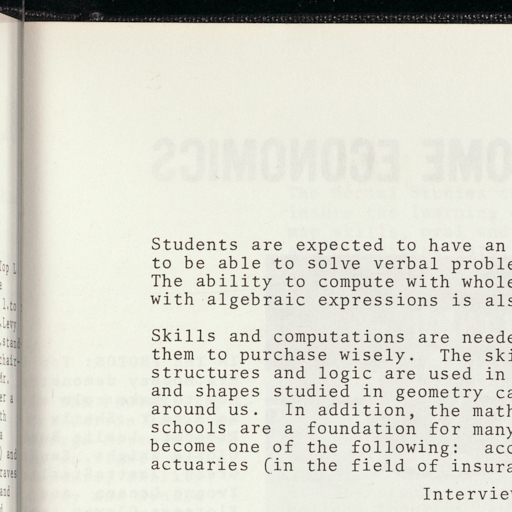 Students are expected to have an
to be able to solve verbal proble
The ability to compute with whole
with algebraic expressions is als
Skills and computations are neede
them to purchase wisely. The ski
structures and logic are used in
and shapes studied in geometry ca
around us. In addition, the math
schools are a foundation for many
become one of the following: acc
actuaries (in the field of insura
Interview